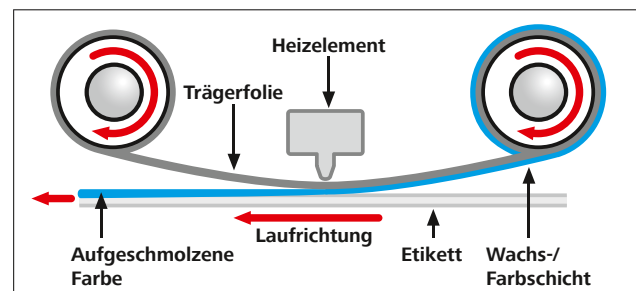 Heizelement
Trägerfolie
Laufrichtung
Aufgeschmolzene
Farbe
Etikett
Wachs-/
Farbschicht